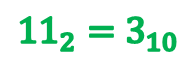 11₂ = 3₁₀